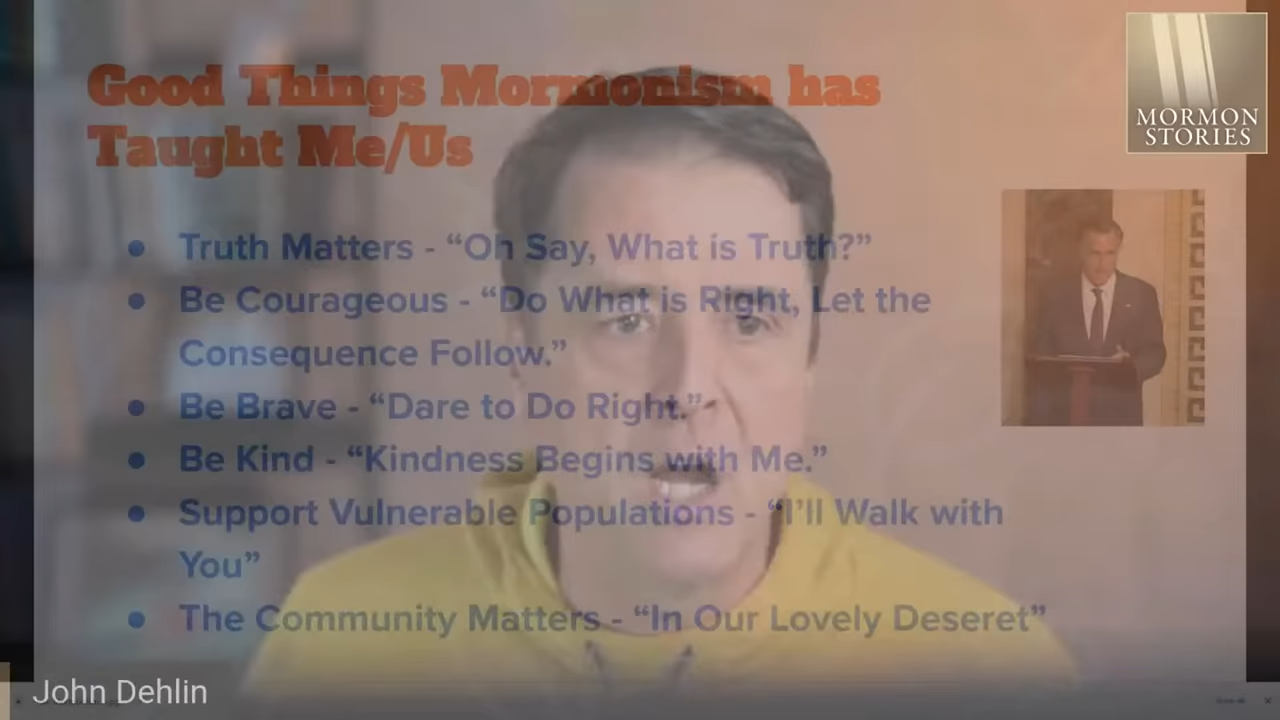 Good Things Mormonism has
Taught Me/Us
MORMON
STORIES
● Truth Matters - “Oh Say, What is Truth?”
● Be Courageous - “Do What is Right, Let the
Consequence Follow.”
● Be Brave - “Dare to Do Right.”
● Be Kind - “Kindness Begins with Me.”
● Support Vulnerable Populations - “I’ll Walk with
You”
● The Community Matters - “In Our Lovely Deseret”
John Dehlin